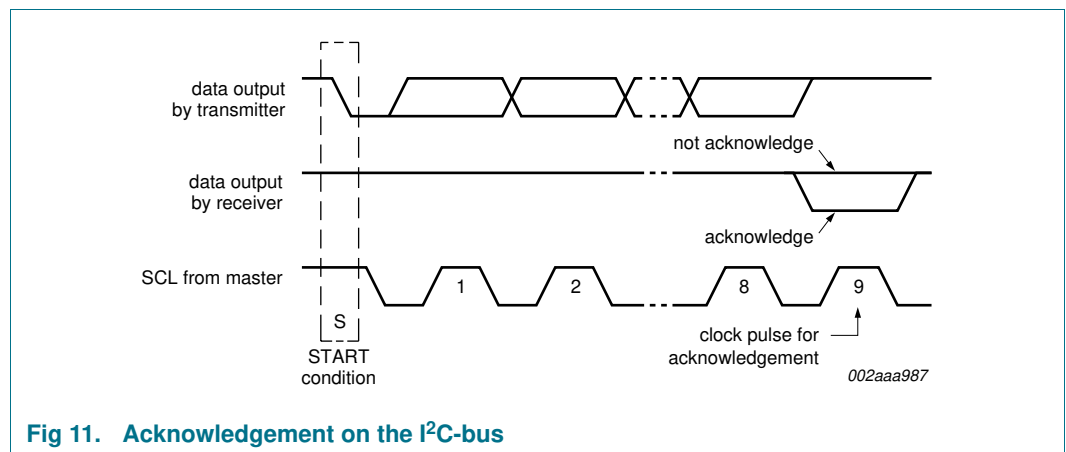 data output
by transmitter
not acknowledge
data output
by receiver
acknowledge
SCL from master
1
2
8
9
S
START
condition
clock pulse for
acknowledgement
002aaa987
Fig 11. Acknowledgement on the I²C-bus